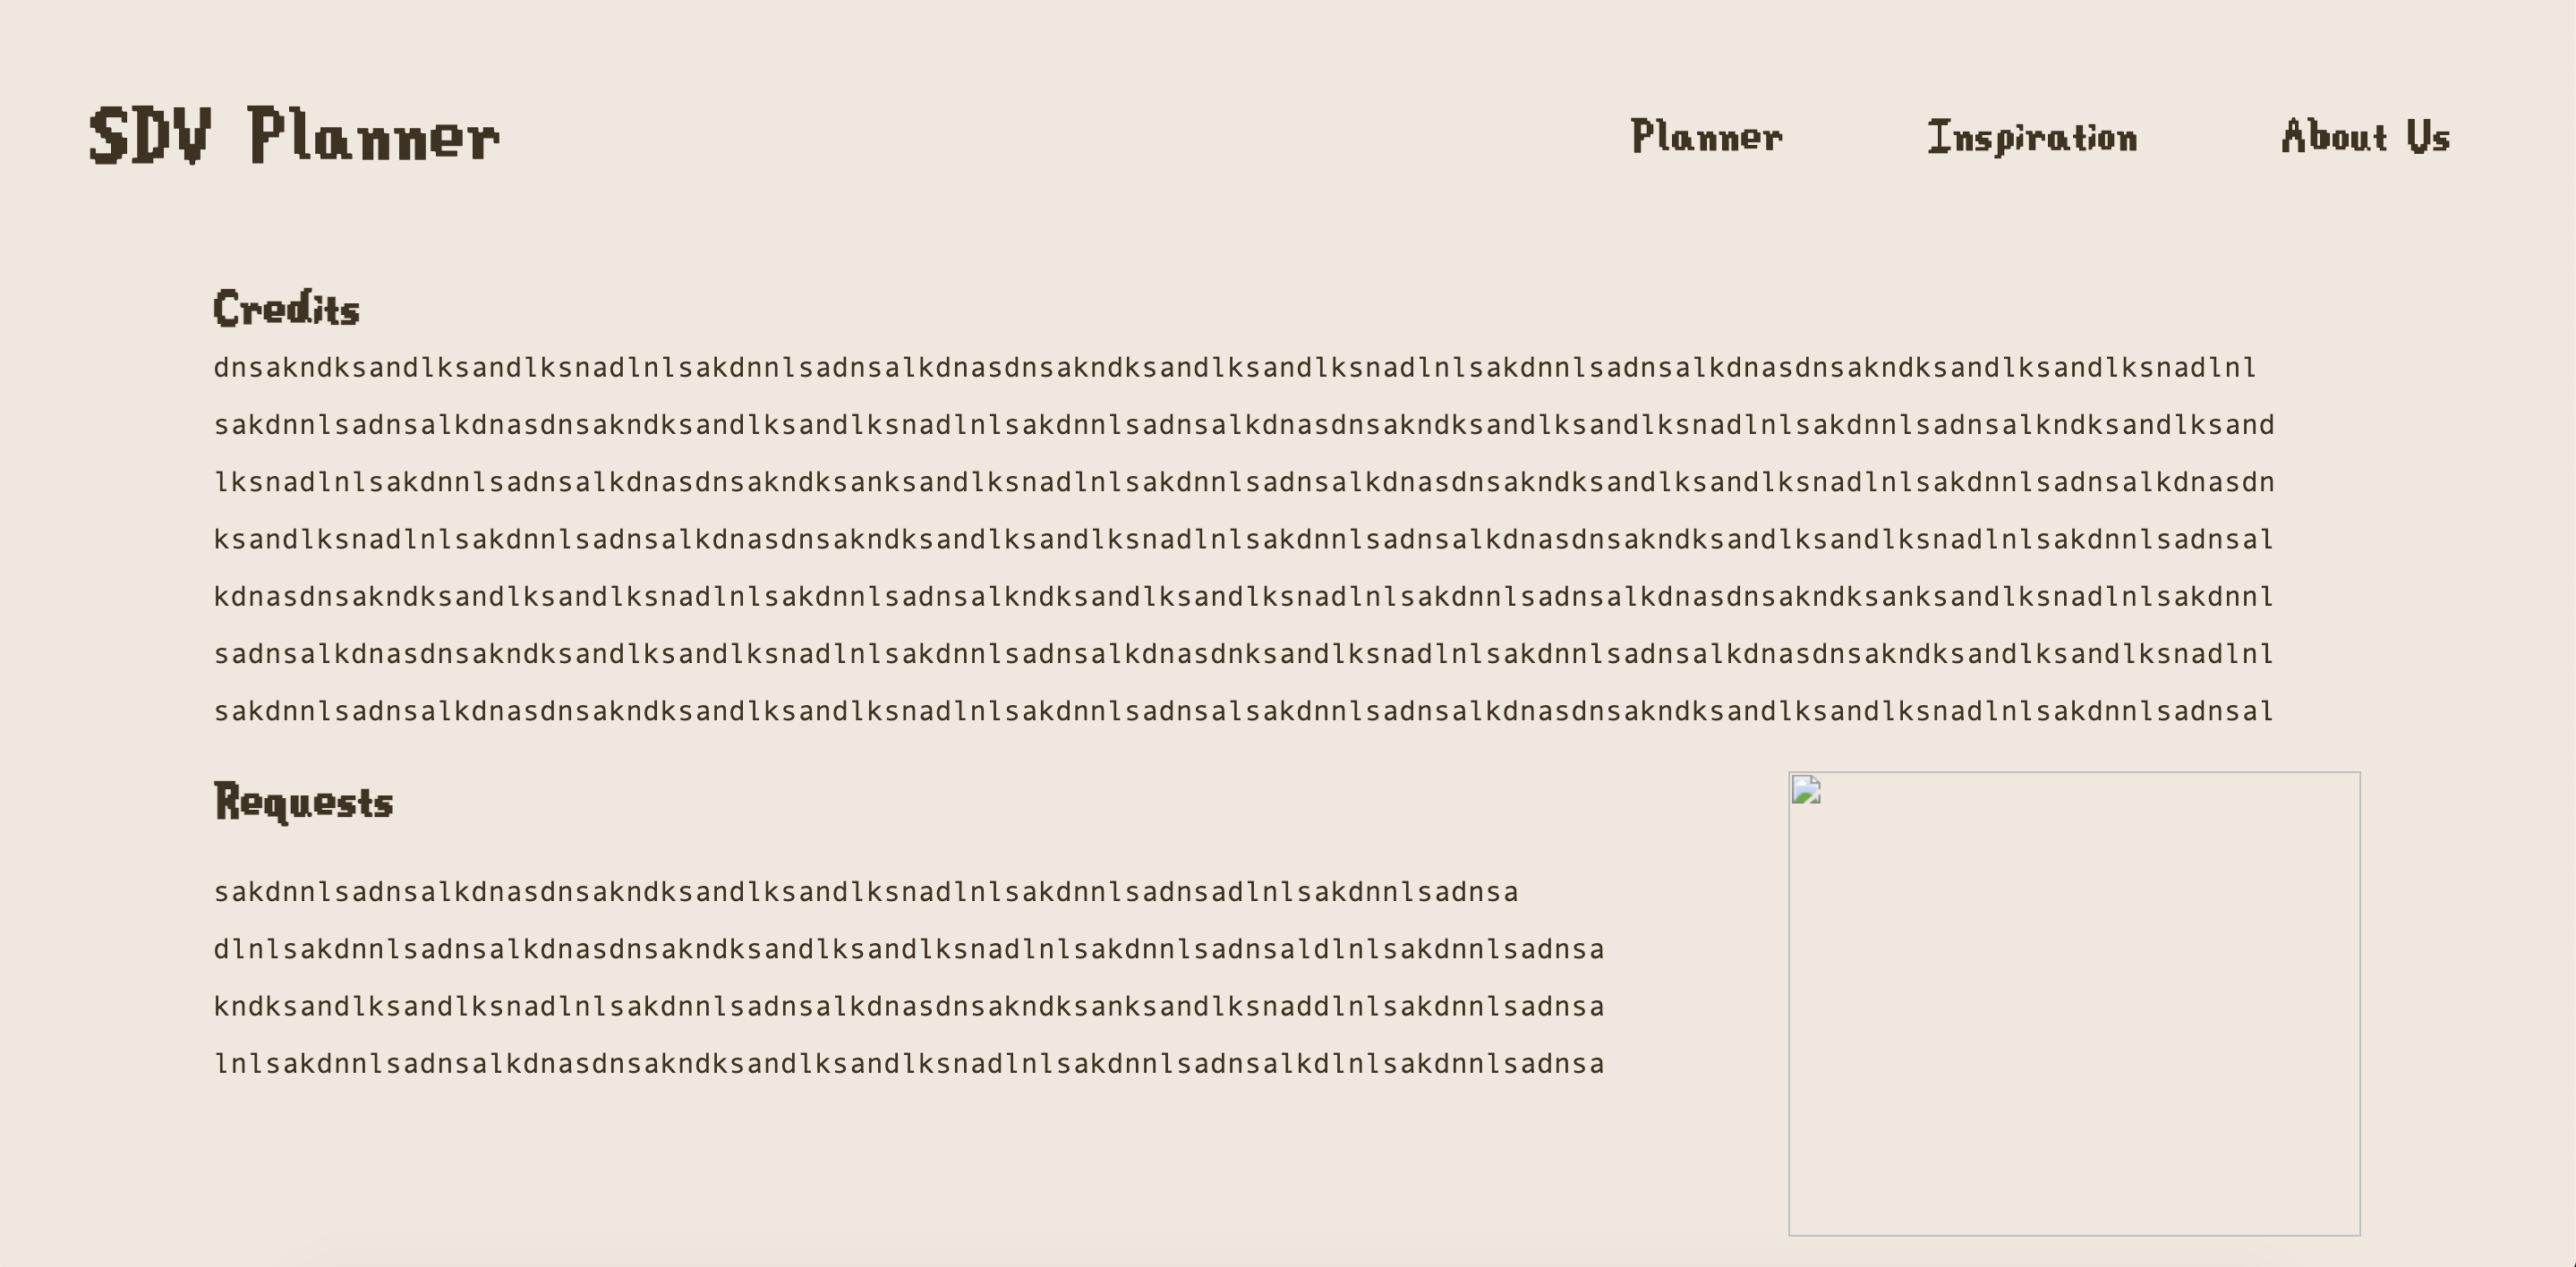 SDV Planner
Planner
Inspiration
About Us
Credits
dnsakndksandlksandlksnadlnlsakdnnlsadnsalkdnasdnsakndksandlksandlksnadlnlsakdnnlsadnsalkdnasdnsakndksandlksandlksnadlnl
sakdnnlsadnsalkdnasdnsakndksandlksandlksnadlnlsakdnnlsadnsalkdnasdnsakndksandlksandlksnadlnlsakdnnlsadnsalkndksandlksand
lksnadlnlsakdnnlsadnsalkdnasdnsakndksanksandlksnadlnlsakdnnlsadnsalkdnasdnsakndksandlksandlksnadlnlsakdnnlsadnsalkdnasdn
ksandlksnadlnlsakdnnlsadnsalkdnasdnsakndksandlksandlksnadlnlsakdnnlsadnsalkdnasdnsakndksandlksandlksnadlnlsakdnnlsadnsal
kdnasdnsakndksandlksandlksnadlnlsakdnnlsadnsalkndksandlksandlksnadlnlsakdnnlsadnsalkdnasdnsakndksanksandlksnadlnlsakdnnl
sadnsalkdnasdnsakndksandlksandlksnadlnlsakdnnlsadnsalkdnasdnksandlksnadlnlsakdnnlsadnsalkdnasdnsakndksandlksandlksnadlnl
sakdnnlsadnsalkdnasdnsakndksandlksandlksnadlnlsakdnnlsadnsalsakdnnlsadnsalkdnasdnsakndksandlksandlksnadlnlsakdnnlsadnsal
Requests
sakdnnlsadnsalkdnasdnsakndksandlksandlksnadlnlsakdnnlsadnsadlnlsakdnnlsadnsa
dlnlsakdnnlsadnsalkdnasdnsakndksandlksandlksnadlnlsakdnnlsadnsaldlnlsakdnnlsadnsa
kndksandlksandlksnadlnlsakdnnlsadnsalkdnasdnsakndksanksandlksnaddlnlsakdnnlsadnsa
lnlsakdnnlsadnsalkdnasdnsakndksandlksandlksnadlnlsakdnnlsadnsalkdlnlsakdnnlsadnsa